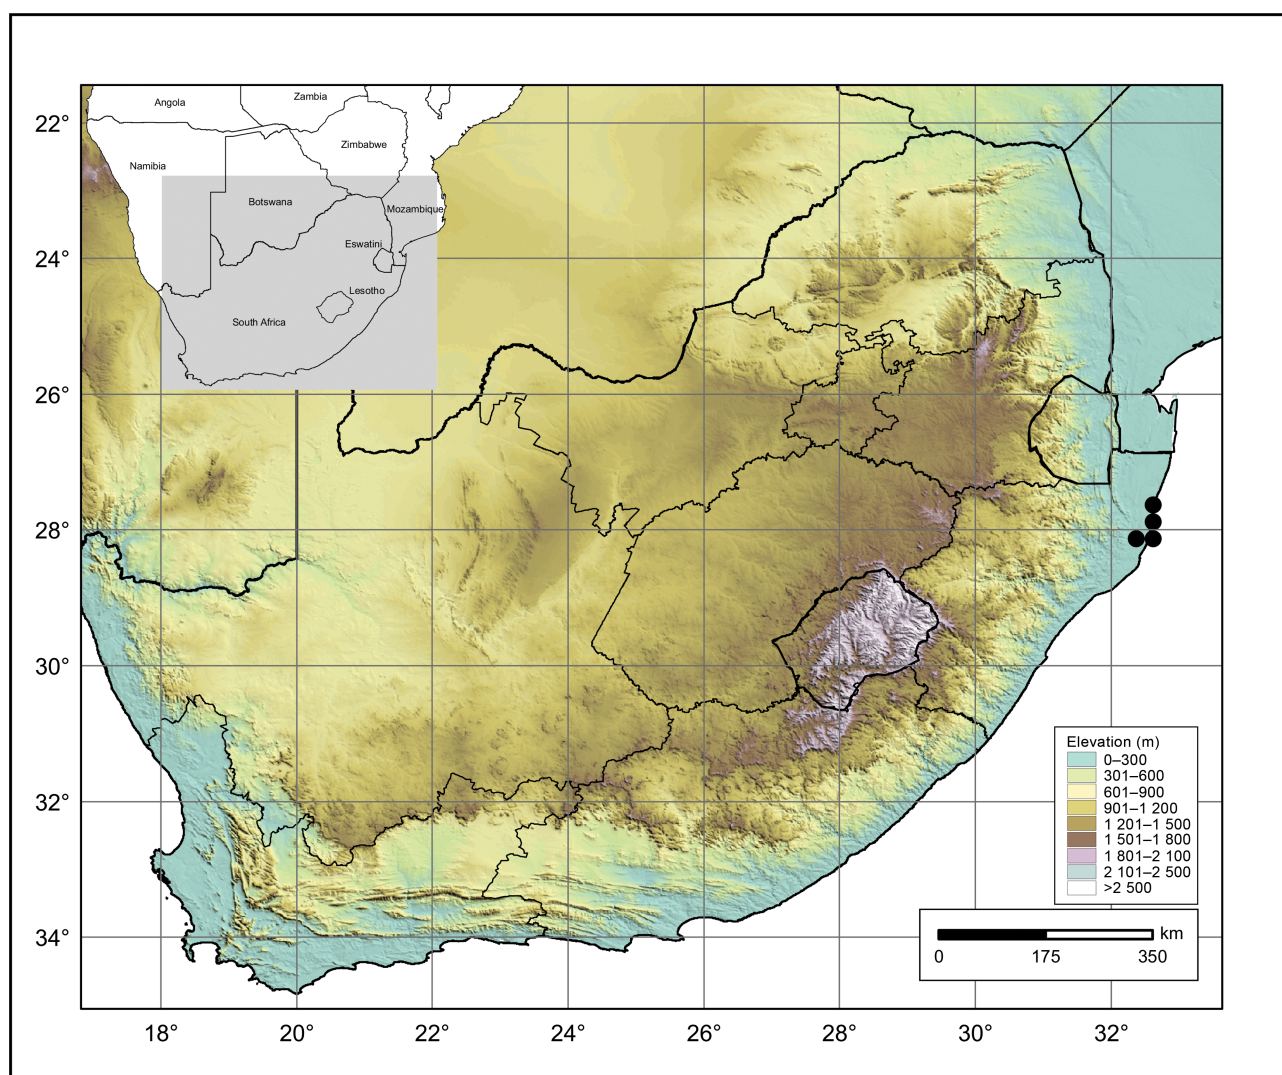 Angola
Zambia
Zimbabwe
Namibia
Botswana
Mozambique
Eswatini
Lesotho
South Africa
22°
24°
26°
28°
30°
32°
34°
Elevation (m)
0–300
301–600
601–900
901–1 200
1 201–1 500
1 501–1 800
1 801–2 100
2 101–2 500
>2 500
km
0 175 350
18° 20° 22° 24° 26° 28° 30° 32°